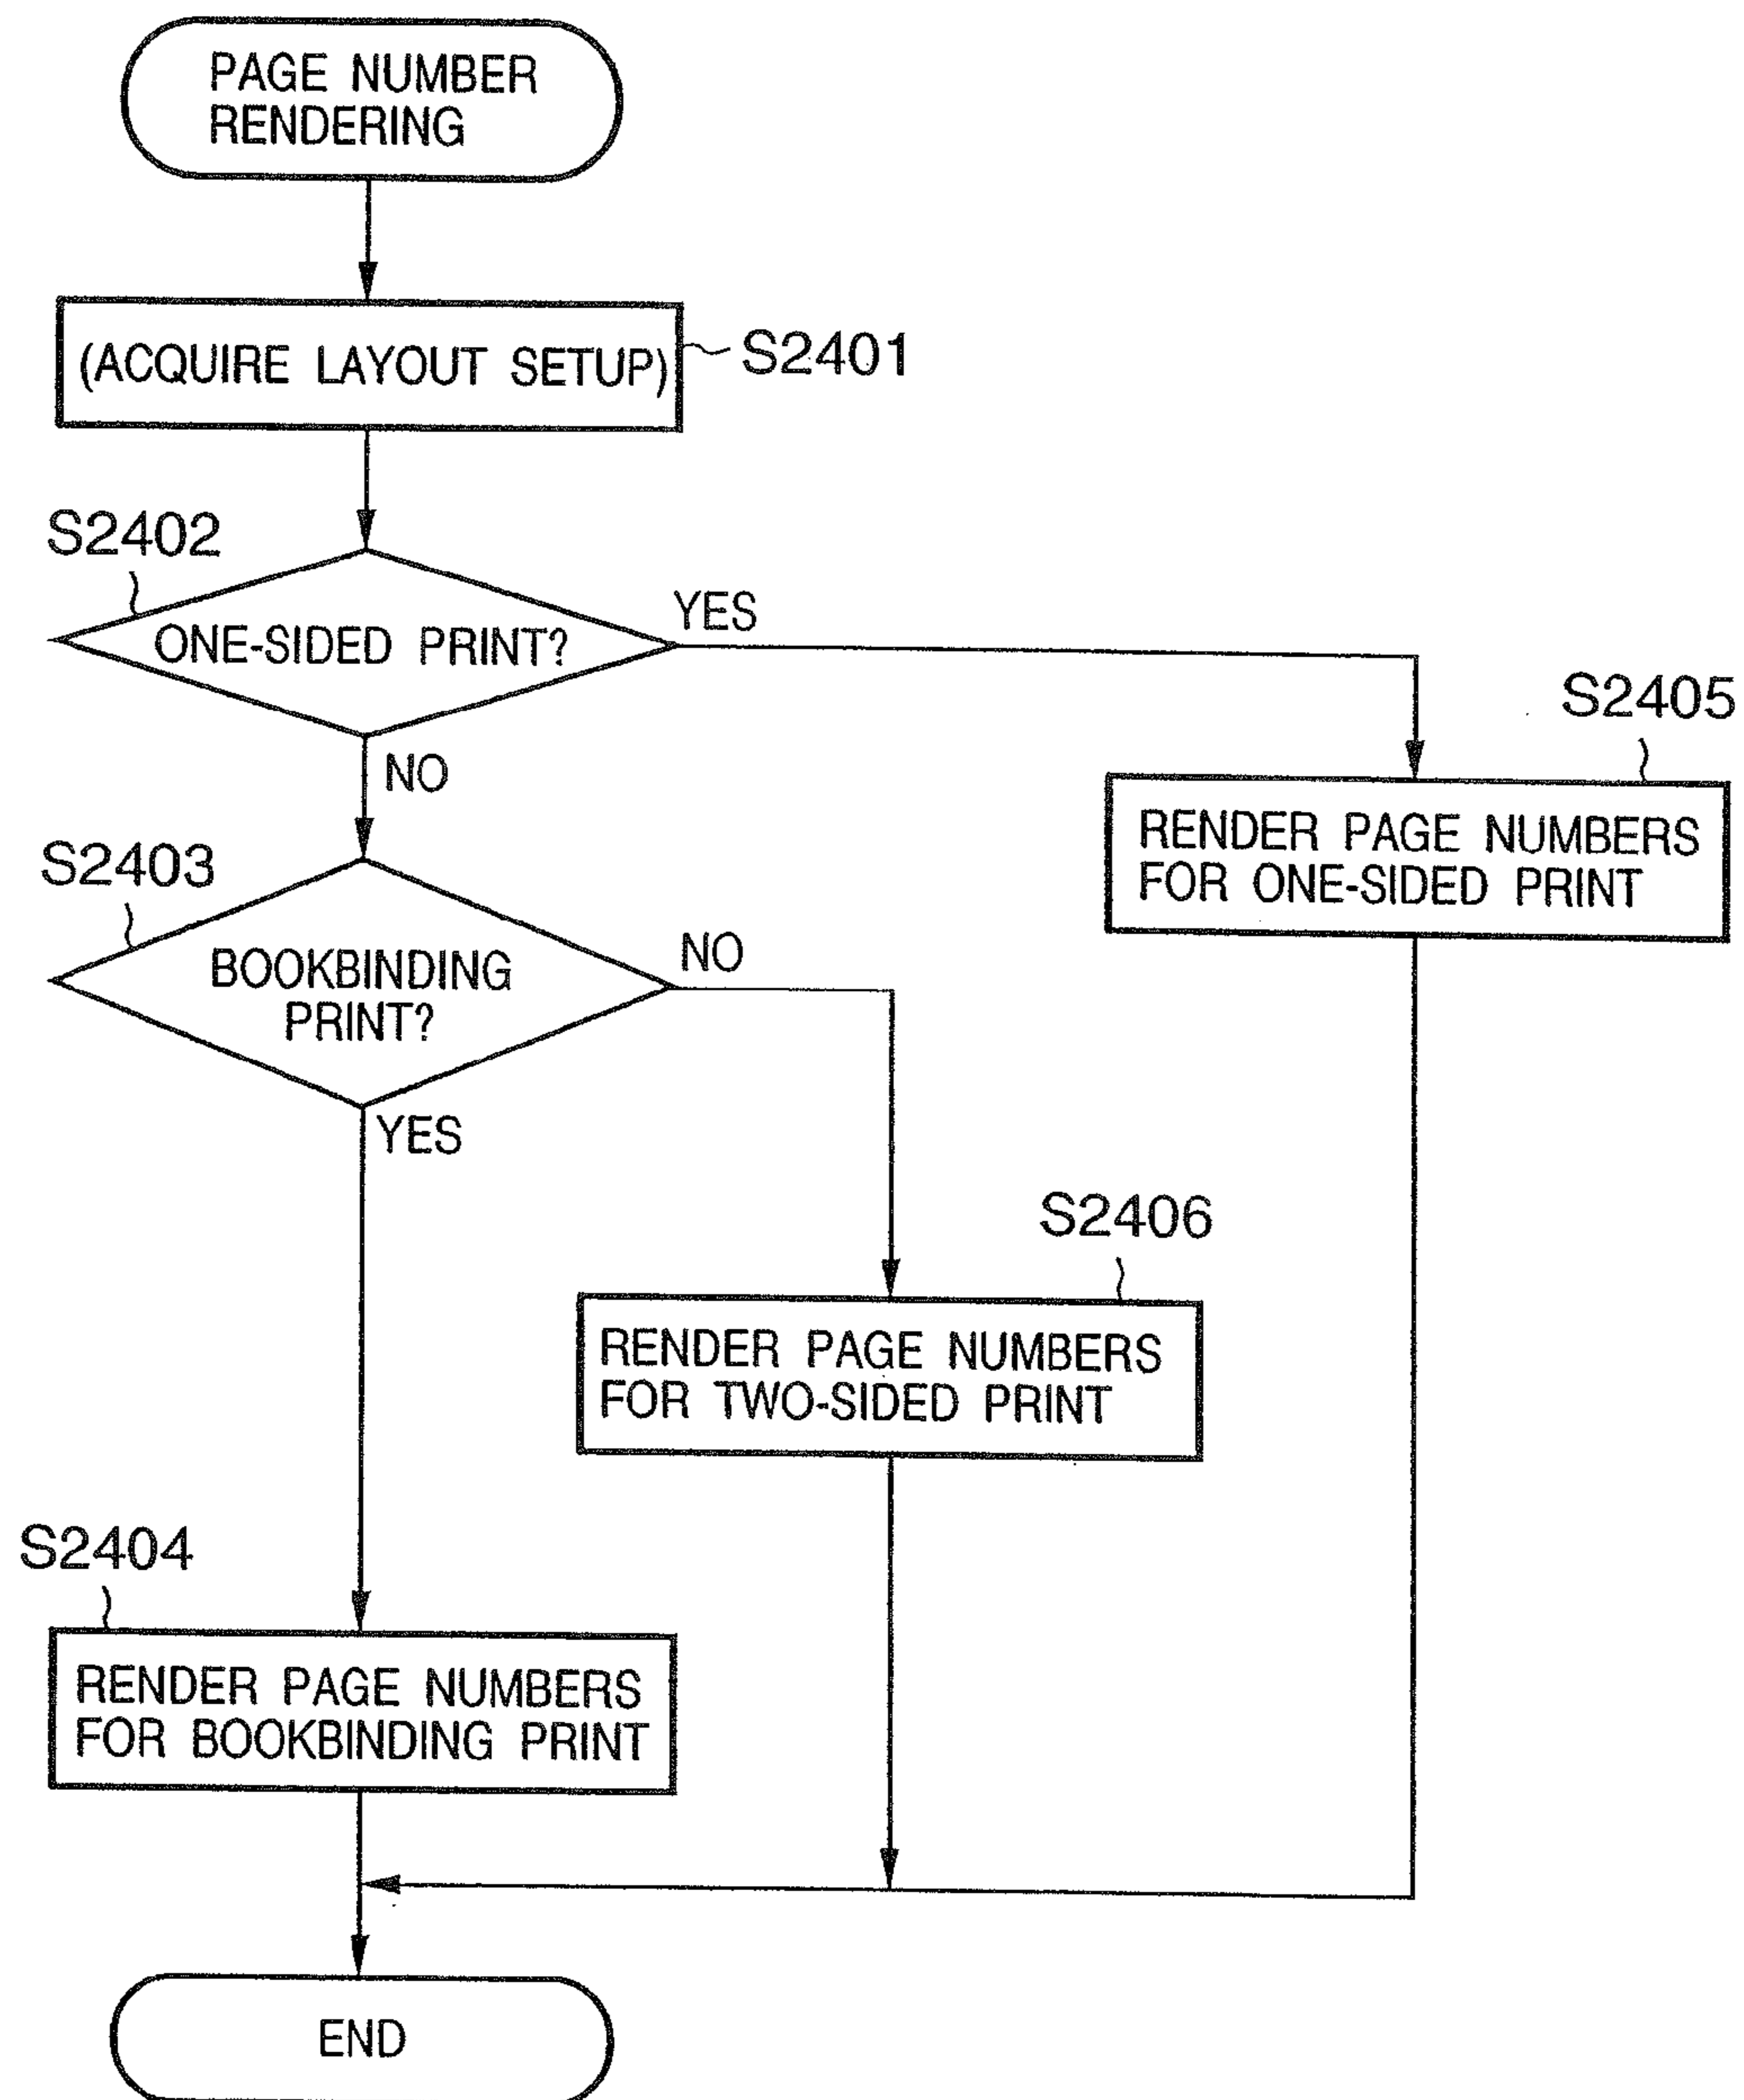 PAGE NUMBER
RENDERING
(ACQUIRE LAYOUT SETUP)
S2401
S2402
ONE-SIDED PRINT?
YES
NO
S2405
RENDER PAGE NUMBERS
FOR ONE-SIDED PRINT
S2403
BOOKBINDING
PRINT?
NO
YES
S2406
RENDER PAGE NUMBERS
FOR TWO-SIDED PRINT
S2404
RENDER PAGE NUMBERS
FOR BOOKBINDING PRINT
END